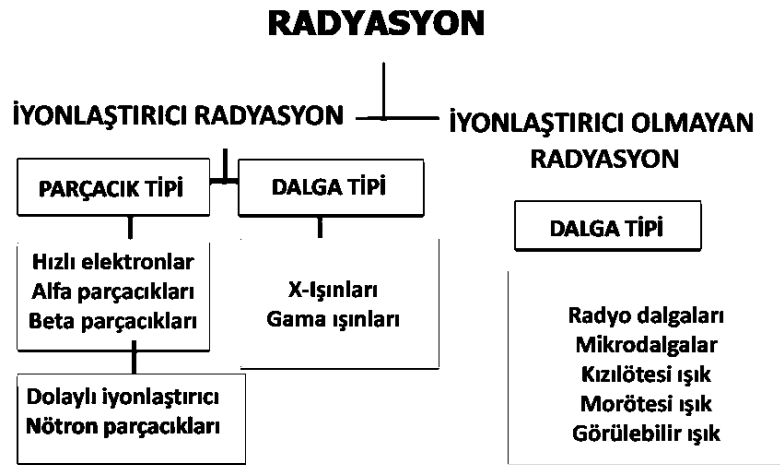 RADYASYON
İYONLAŞTIRICI RADYASYON
İYONLAŞTIRICI OLMAYAN
RADYASYON
PARÇACIK TİPİ
DALGA TİPİ
DALGA TİPİ
Hızlı elektronlar
Alfa parçacıkları
Beta parçacıkları
X-Işınları
Gama ışınları
Dolaylı iyonlaştırıcı
Nötron parçacıkları
Radyo dalgaları
Mikrodalgalar
Kızılötesi ışık
Morötesi ışık
Görülebilir ışık